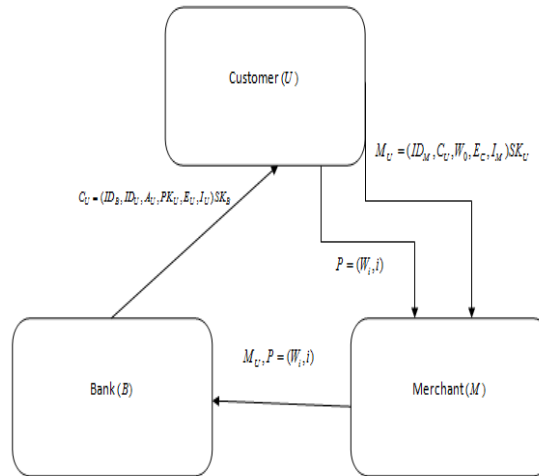 Customer (U)
M_U = (ID_M, C_U, W_0, E_C, I_M)SK_U
C_U = (ID_B, ID_U, A_U, PK_U, E_U, I_U)SK_B
P = (W_i, i)
M_U, P = (W_i, i)
Bank (B)
Merchant (M)